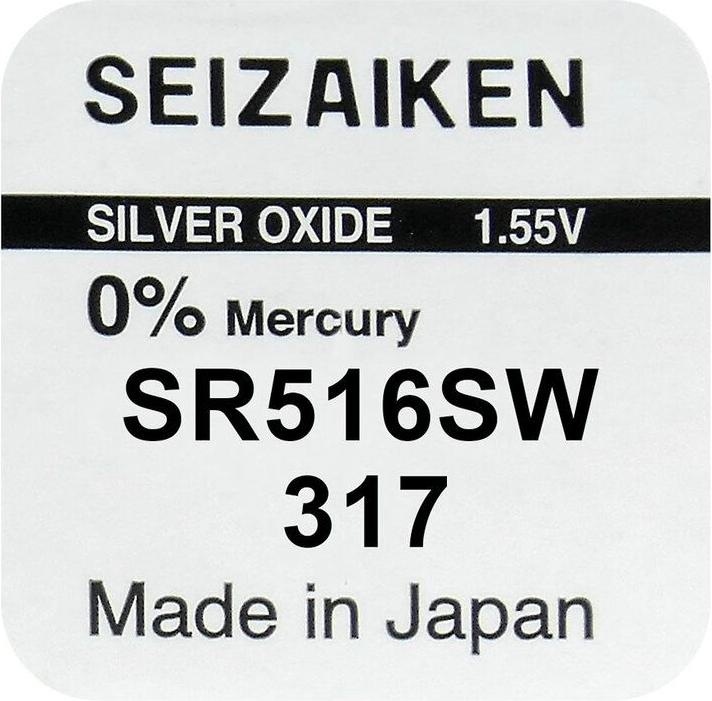 SEIZAIKEN
SILVER OXIDE 1.55V
0% Mercury
SR516SW
317
Made in Japan